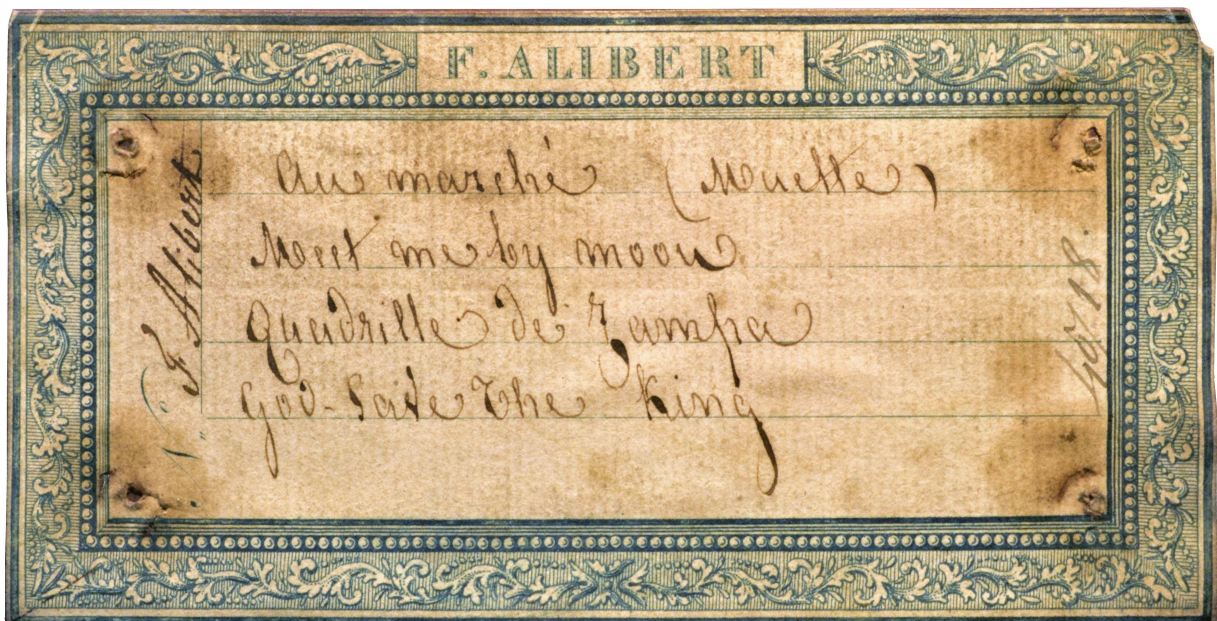 F. ALIBERT
Au marché (Muette)
Meet me by moon
Quadrille de Zampa
God-Save The King
F Alibert